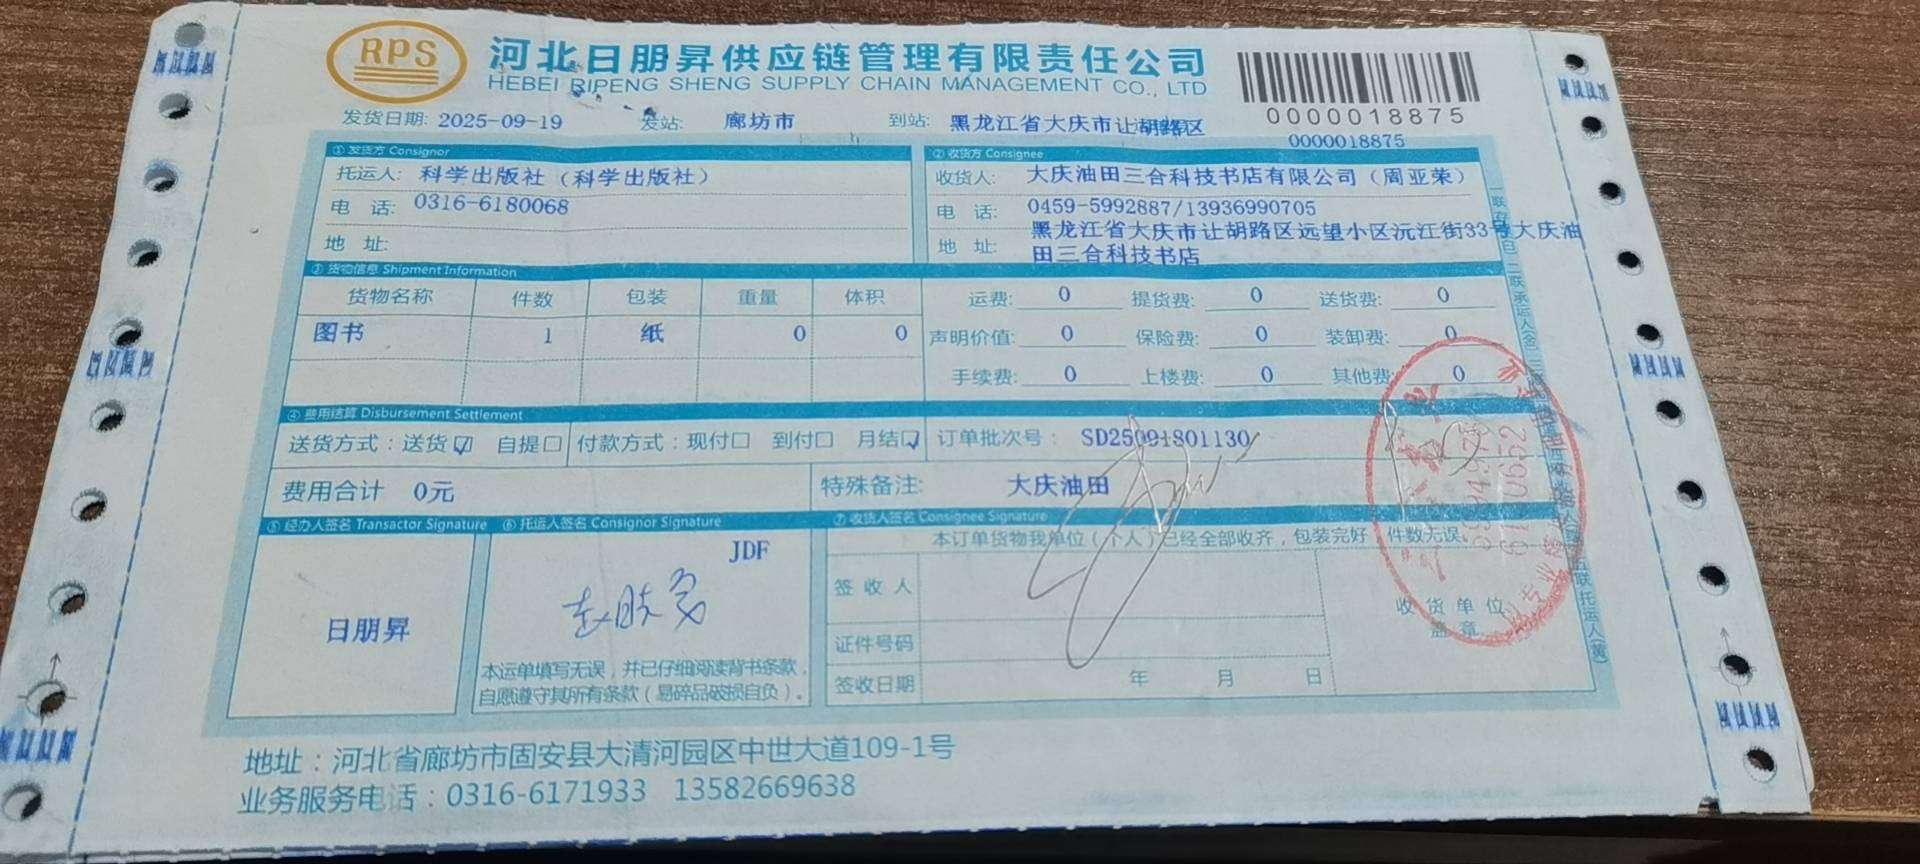 RPS 河北日朋昇供应链管理有限责任公司
HEBEI RIPENG SHENG SUPPLY CHAIN MANAGEMENT CO., LTD
0000018875
发货日期: 2025-09-19 发站: 廊坊市 到站: 黑龙江省大庆市让胡路区
0000018875
① 发货方 Consignor ② 收货方 Consignee
托运人: 科学出版社（科学出版社） 收货人: 大庆油田三合科技书店有限公司（周亚荣）
电 话: 0316-6180068 电 话: 0459-5992887/13936990705
地 址: 地 址: 黑龙江省大庆市让胡路区远望小区沅江街33号大庆油
田三合科技书店
③ 货物信息 Shipment Information
货物名称 件数 包装 重量 体积 运费: 0 提货费: 0 送货费: 0
图书 1 纸 0 0 声明价值: 0 保险费: 0 装卸费: 0
手续费: 0 上楼费: 0 其他费: 0
④ 费用结算 Disbursement Settlement
送货方式：送货☑ 自提□ 付款方式：现付□ 到付□ 月结☑ 订单批次号： SD25091801130
费用合计 0元 特殊备注: 大庆油田
⑤ 经办人签名 Transactor Signature ⑥ 托运人签名 Consignor Signature ⑦ 收货人签名 Consignee Signature
本订单货物我单位（个人）已经全部收齐，包装完好，件数无误。
JDF
签 收 人
日朋昇
收 货 单 位
盖 章
证件号码
本运单填写无误，并已仔细阅读背书条款，
自愿遵守其所有条款（易碎品破损自负）。
签收日期 年 月 日
地址：河北省廊坊市固安县大清河园区中世大道109-1号
业务服务电话：0316-6171933 13582669638